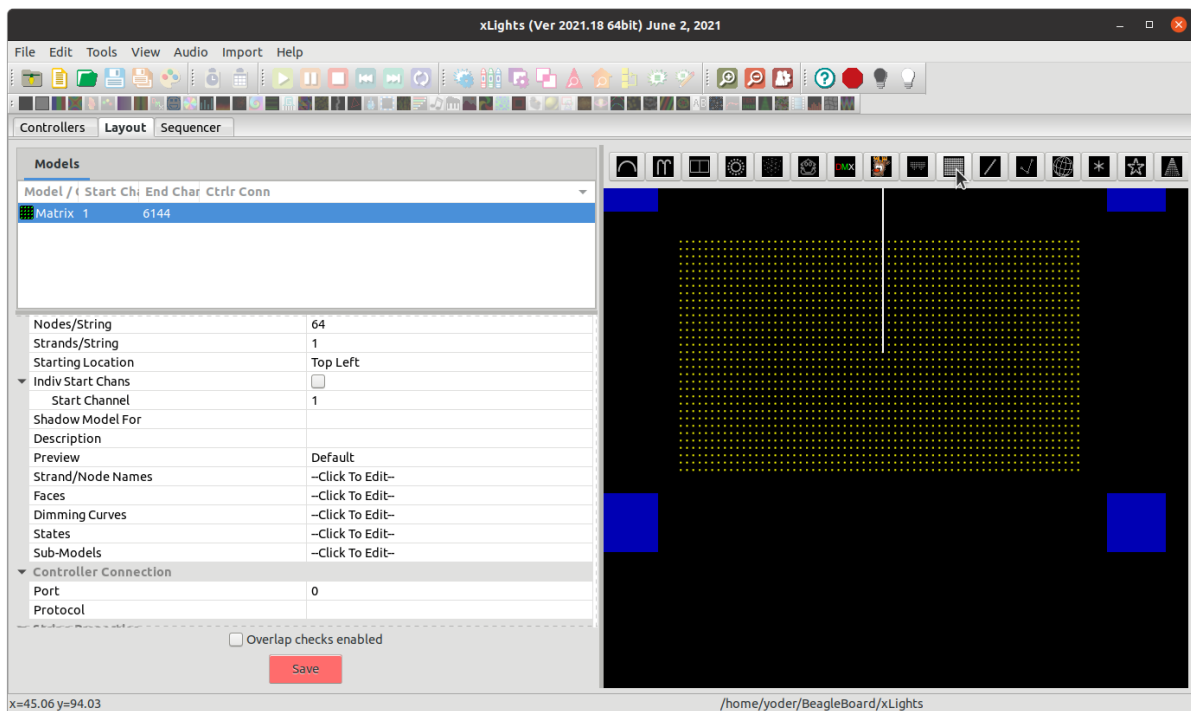 xLights (Ver 2021.18 64bit) June 2, 2021
File Edit Tools View Audio Import Help
Controllers Layout Sequencer
Models
Model / ( Start Cha End Char Ctrlr Conn
Matrix 1 6144
Nodes/String 64
Strands/String 1
Starting Location Top Left
Indiv Start Chans
Start Channel 1
Shadow Model For
Description
Preview Default
Strand/Node Names --Click To Edit--
Faces --Click To Edit--
Dimming Curves --Click To Edit--
States --Click To Edit--
Sub-Models --Click To Edit--
Controller Connection
Port 0
Protocol
Overlap checks enabled
Save
DMX
x=45.06 y=94.03 /home/yoder/BeagleBoard/xLights